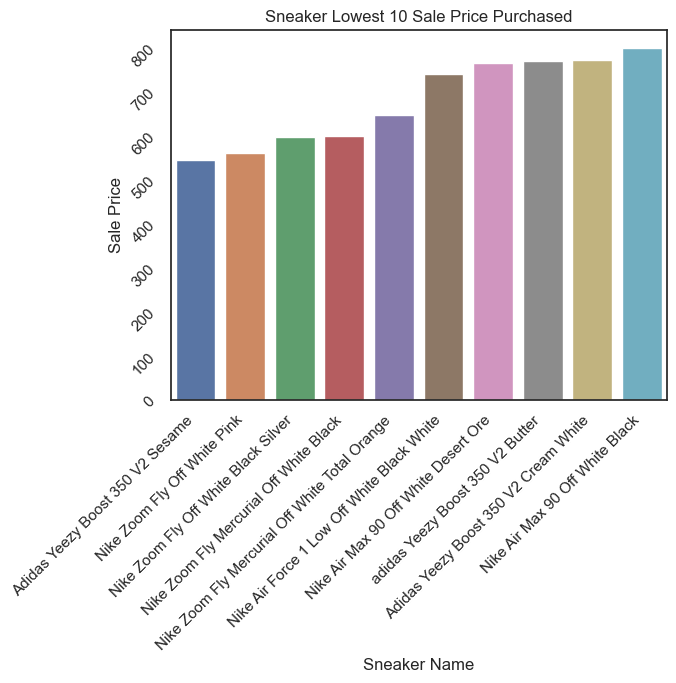 Sneaker Lowest 10 Sale Price Purchased
Sale Price
800
700
600
500
400
300
200
100
0
Adidas Yeezy Boost 350 V2 Sesame
Nike Zoom Fly Off White Pink
Nike Zoom Fly Off White Black Silver
Nike Zoom Fly Mercurial Off White Black
Nike Zoom Fly Mercurial Off White Total Orange
Nike Air Force 1 Low Off White Black White
Nike Air Max 90 Off White Desert Ore
adidas Yeezy Boost 350 V2 Butter
Adidas Yeezy Boost 350 V2 Cream White
Nike Air Max 90 Off White Black
Sneaker Name